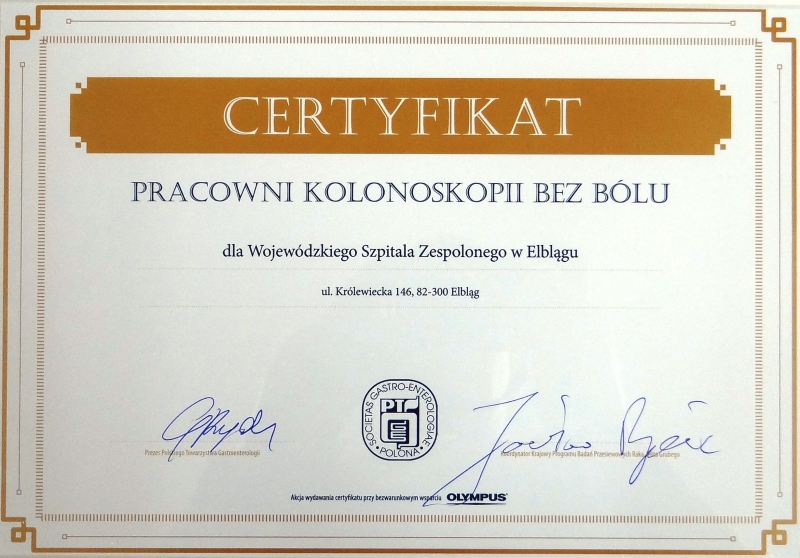 CERTYFIKAT
PRACOWNI KOLONOSKOPII BEZ BÓLU
dla Wojewódzkiego Szpitala Zespolonego w Elblągu
ul. Królewiecka 146, 82-300 Elbląg
SOCIETAS GASTRO-ENTEROLOGIAE
POLONA
PTG
Prezes Polskiego Towarzystwa Gastroenterologii
Koordynator Krajowy Programu Badań Przesiewowych Raka Jelita Grubego
Akcja wydawania certyfikatu przy bezwarunkowym wsparciu OLYMPUS